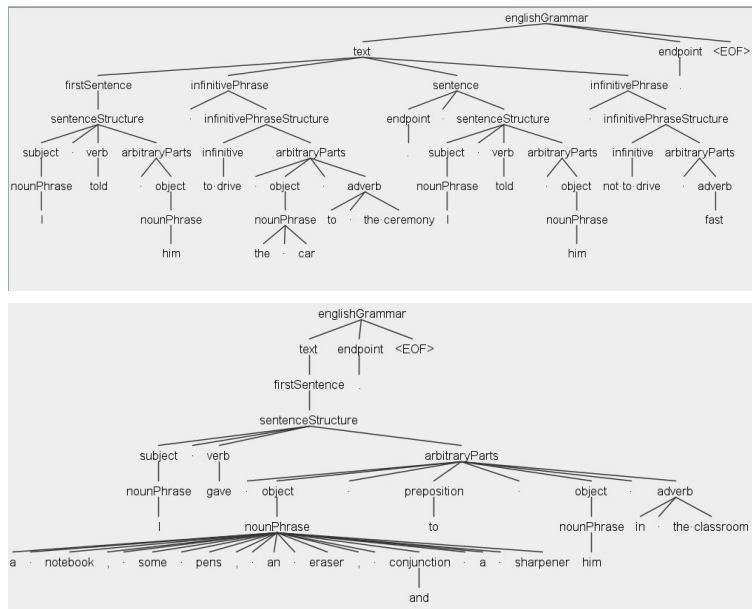 englishGrammar
text endpoint <EOF>
firstSentence infinitivePhrase sentence infinitivePhrase .
sentenceStructure · infinitivePhraseStructure endpoint · sentenceStructure · infinitivePhraseStructure
subject · verb arbitraryParts infinitive arbitraryParts . subject · verb arbitraryParts infinitive arbitraryParts
nounPhrase told · object to·drive · object · adverb nounPhrase told · object not·to·drive · adverb
I nounPhrase nounPhrase to · the·ceremony I nounPhrase fast
him the · car him
englishGrammar
text endpoint <EOF>
firstSentence .
sentenceStructure
subject · verb arbitraryParts
nounPhrase gave · object · preposition · object · adverb
I nounPhrase to nounPhrase in · the·classroom
a · notebook , · some · pens , · an · eraser , · conjunction · a · sharpener him
and